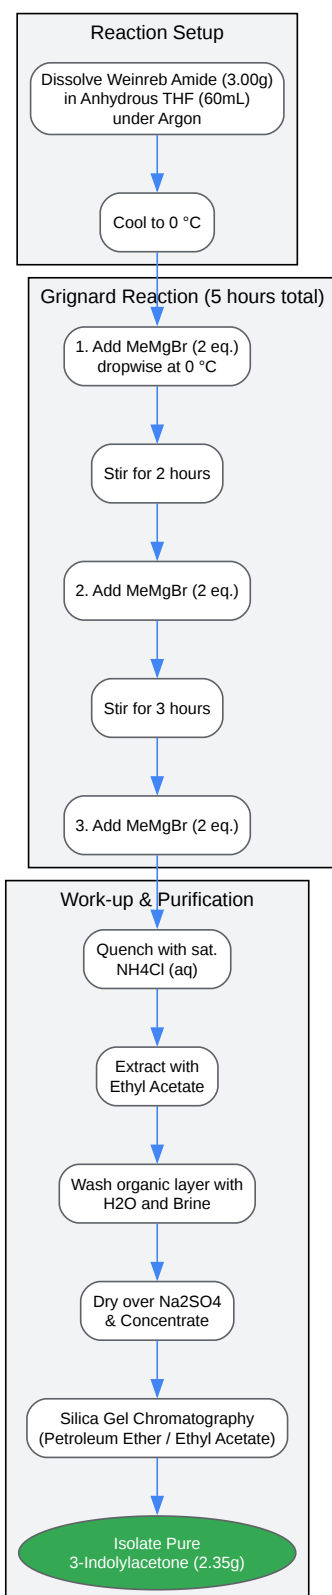 Reaction Setup
Dissolve Weinreb Amide (3.00g)
in Anhydrous THF (60mL)
under Argon
Cool to 0 °C
Grignard Reaction (5 hours total)
1. Add MeMgBr (2 eq.)
dropwise at 0 °C
Stir for 2 hours
2. Add MeMgBr (2 eq.)
Stir for 3 hours
3. Add MeMgBr (2 eq.)
Work-up & Purification
Quench with sat.
NH4Cl (aq)
Extract with
Ethyl Acetate
Wash organic layer with
H2O and Brine
Dry over Na2SO4
& Concentrate
Silica Gel Chromatography
(Petroleum Ether / Ethyl Acetate)
Isolate Pure
3-Indolylacetone (2.35g)